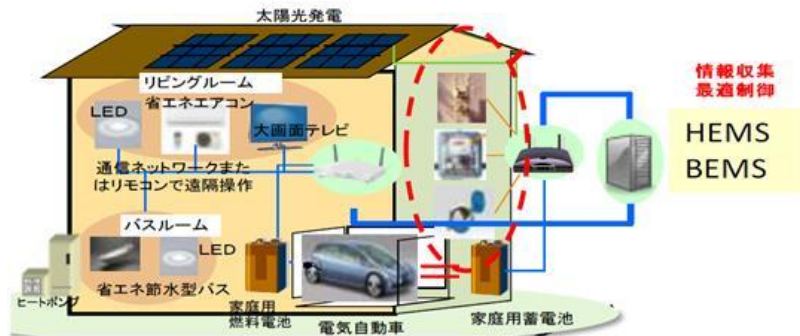 太陽光発電
リビングルーム
省エネエアコン
LED
大画面テレビ
通信ネットワークまた
はリモコンで遠隔操作
バスルーム
LED
省エネ節水型バス
ヒートポンプ
家庭用
燃料電池
電気自動車
家庭用蓄電池
情報収集
最適制御
HEMS
BEMS